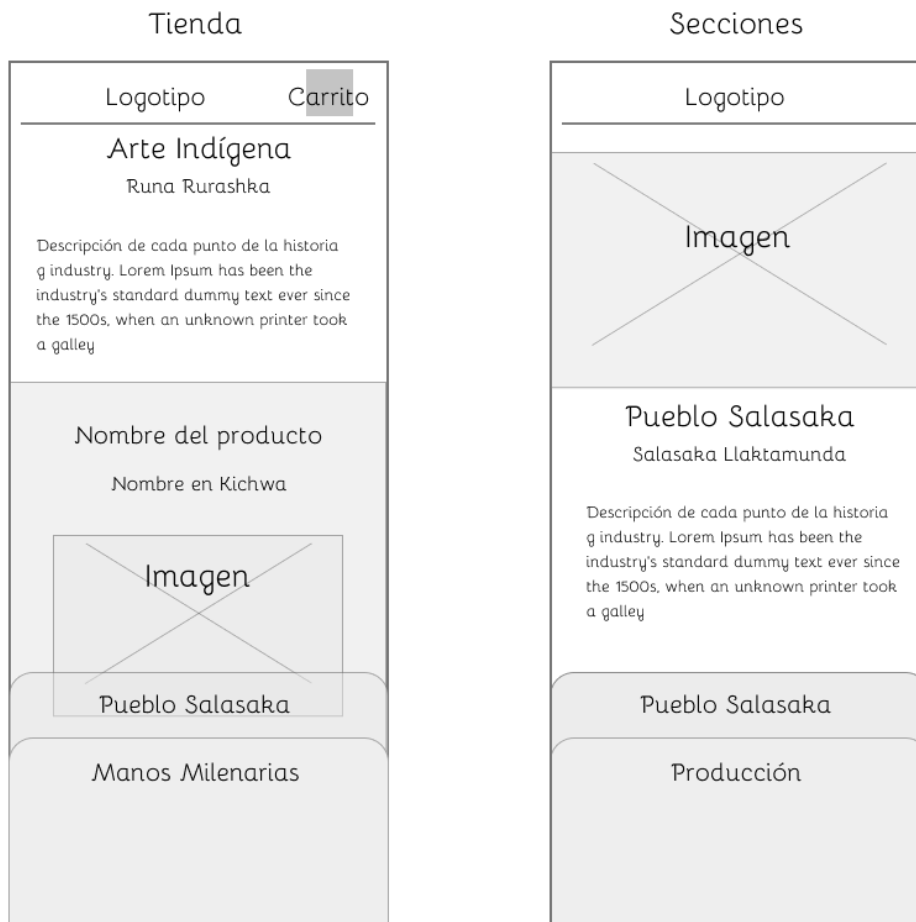 Tienda
Logotipo
Carrito
Arte Indígena
Runa Rurashka
Descripción de cada punto de la historia
g industry. Lorem Ipsum has been the
industry's standard dummy text ever since
the 1500s, when an unknown printer took
a galley
Nombre del producto
Nombre en Kichwa
Imagen
Pueblo Salasaka
Manos Milenarias
Secciones
Logotipo
Imagen
Pueblo Salasaka
Salasaka Llaktamunda
Descripción de cada punto de la historia
g industry. Lorem Ipsum has been the
industry's standard dummy text ever since
the 1500s, when an unknown printer took
a galley
Pueblo Salasaka
Producción